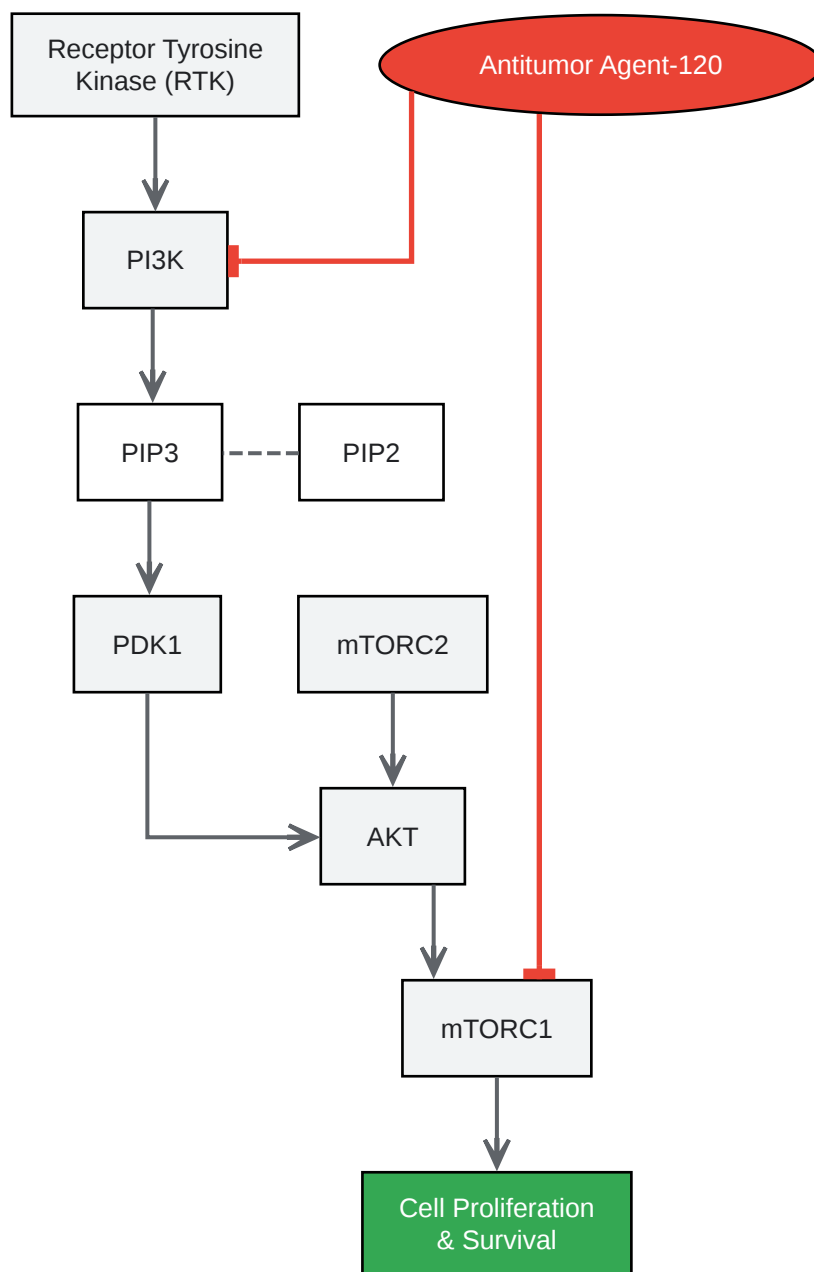 Receptor Tyrosine
Kinase (RTK)
Antitumor Agent-120
PI3K
PIP3
PIP2
PDK1
mTORC2
AKT
mTORC1
Cell Proliferation
& Survival